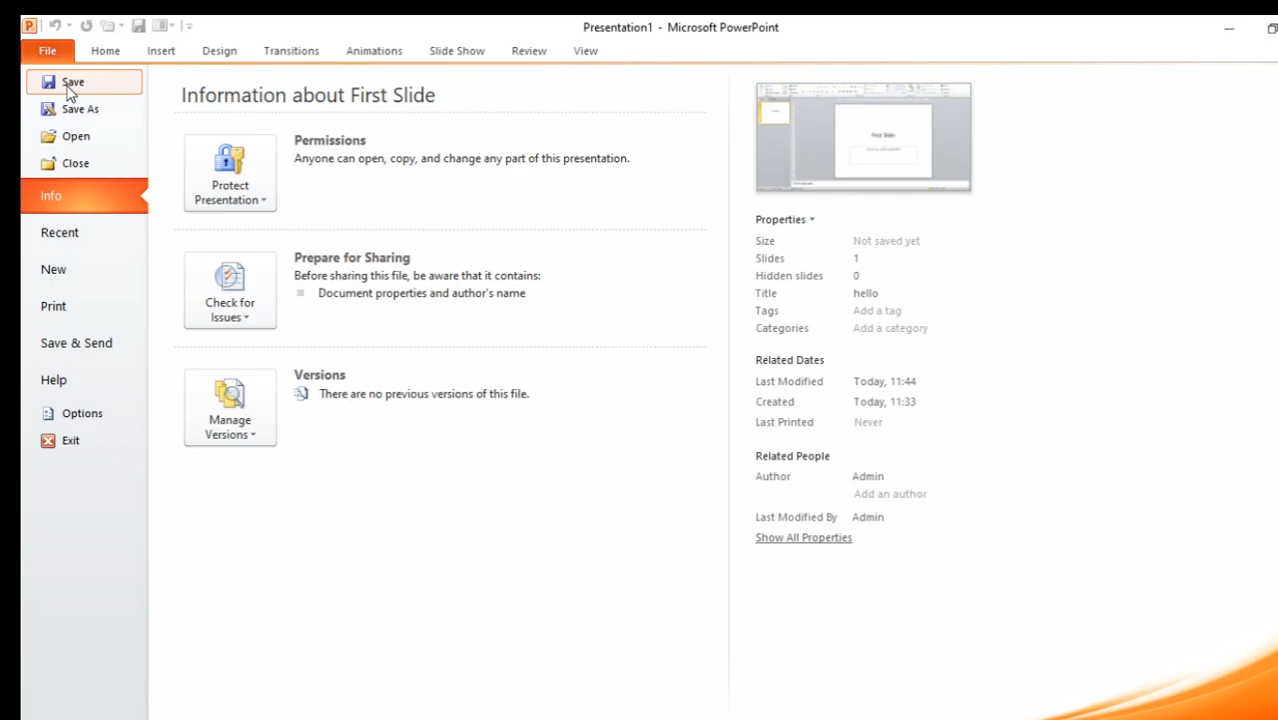 Presentation1 - Microsoft PowerPoint
File Home Insert Design Transitions Animations Slide Show Review View
Save
Save As
Open
Close
Info
Recent
New
Print
Save & Send
Help
Options
Exit
Information about First Slide
Protect
Presentation
Permissions
Anyone can open, copy, and change any part of this presentation.
Check for
Issues
Prepare for Sharing
Before sharing this file, be aware that it contains:
Document properties and author's name
Manage
Versions
Versions
There are no previous versions of this file.
First Slide
Properties
Size Not saved yet
Slides 1
Hidden slides 0
Title hello
Tags Add a tag
Categories Add a category
Related Dates
Last Modified Today, 11:44
Created Today, 11:33
Last Printed Never
Related People
Author Admin
Add an author
Last Modified By Admin
Show All Properties